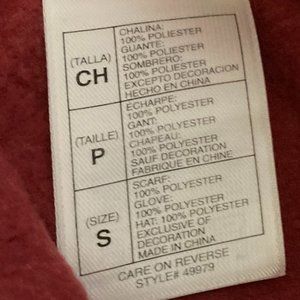 (TALLA)
CH
CHALINA:
100% POLIESTER
GUANTE:
100% POLIESTER
SOMBRERO:
100% POLIESTER
EXCEPTO DECORACION
HECHO EN CHINA
(TAILLE)
P
ÉCHARPE:
100% POLYESTER
GANT:
100% POLYESTER
CHAPEAU:
100% POLYESTER
SAUF DECORATION
FABRIQUE EN CHINE
(SIZE)
S
SCARF:
100% POLYESTER
GLOVE:
100% POLYESTER
HAT: 100% POLYESTER
EXCLUSIVE OF
DECORATION
MADE IN CHINA
CARE ON REVERSE
STYLE# 49979